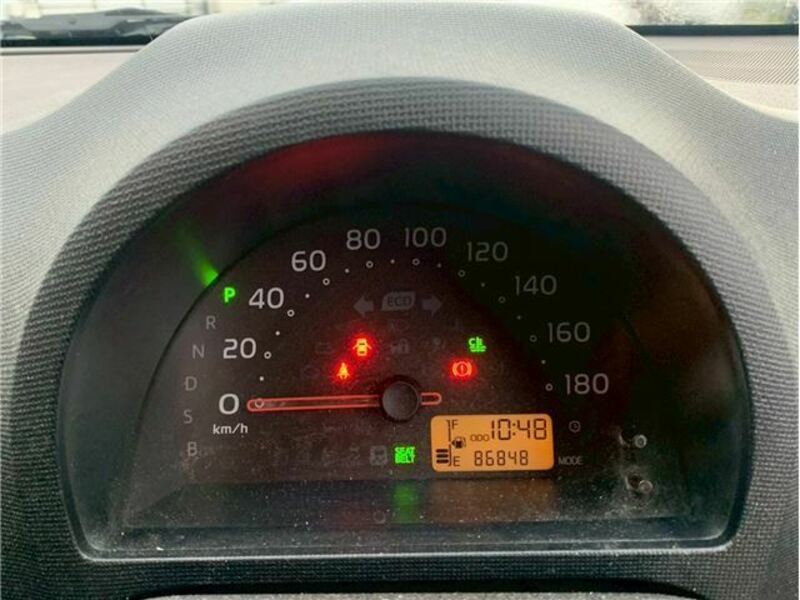 80 100
60 120
P 40 ECO 140
R
N 20 160
0 180
D
km/h
S
F 10:48
ODO
B SEAT
BELT
E 86848 MODE